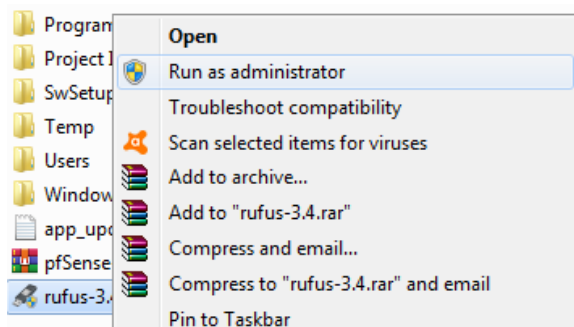 Program
Project
SwSetup
Temp
Users
Window
app_upd
pfSense
rufus-3.4
Open
Run as administrator
Troubleshoot compatibility
Scan selected items for viruses
Add to archive...
Add to "rufus-3.4.rar"
Compress and email...
Compress to "rufus-3.4.rar" and email
Pin to Taskbar